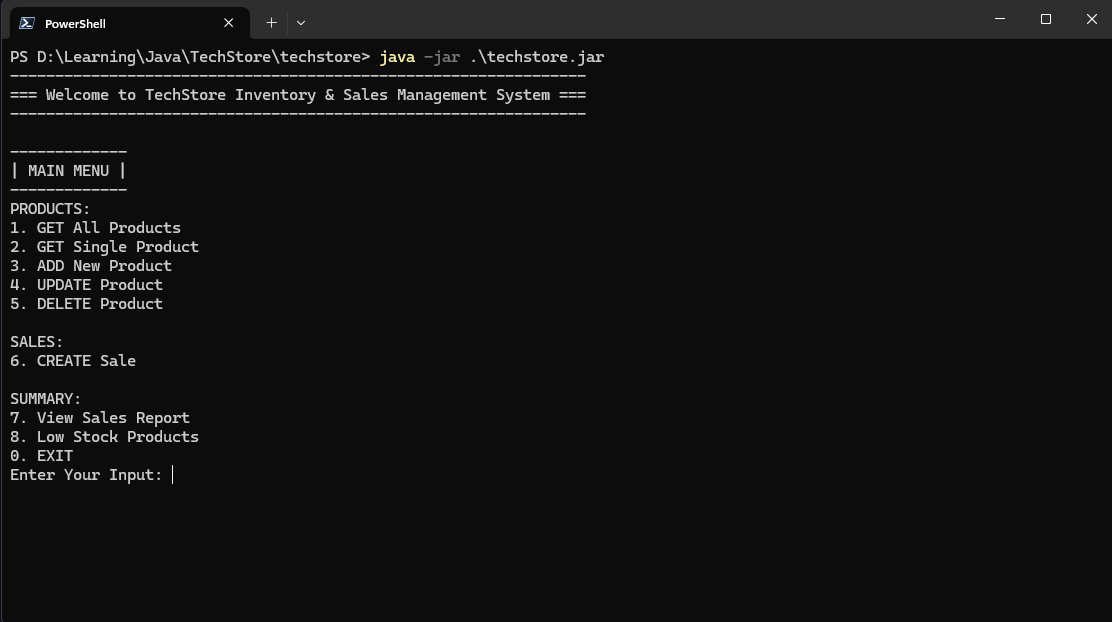 PowerShell
PS D:\Learning\Java\TechStore\techstore> java -jar .\techstore.jar
----------------------------------------------------------------
=== Welcome to TechStore Inventory & Sales Management System ===
----------------------------------------------------------------
-------------
| MAIN MENU |
-------------
PRODUCTS:
1. GET All Products
2. GET Single Product
3. ADD New Product
4. UPDATE Product
5. DELETE Product
SALES:
6. CREATE Sale
SUMMARY:
7. View Sales Report
8. Low Stock Products
0. EXIT
Enter Your Input: